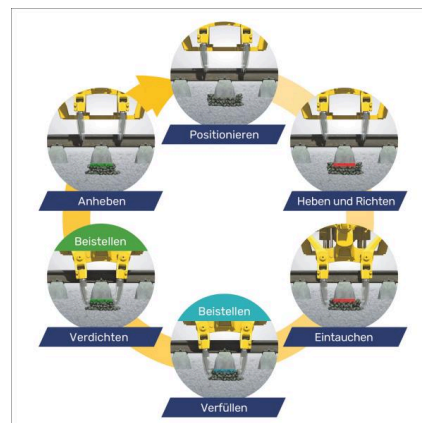 Positionieren
Heben und Richten
Eintauchen
Beistellen
Verfüllen
Beistellen
Verdichten
Anheben